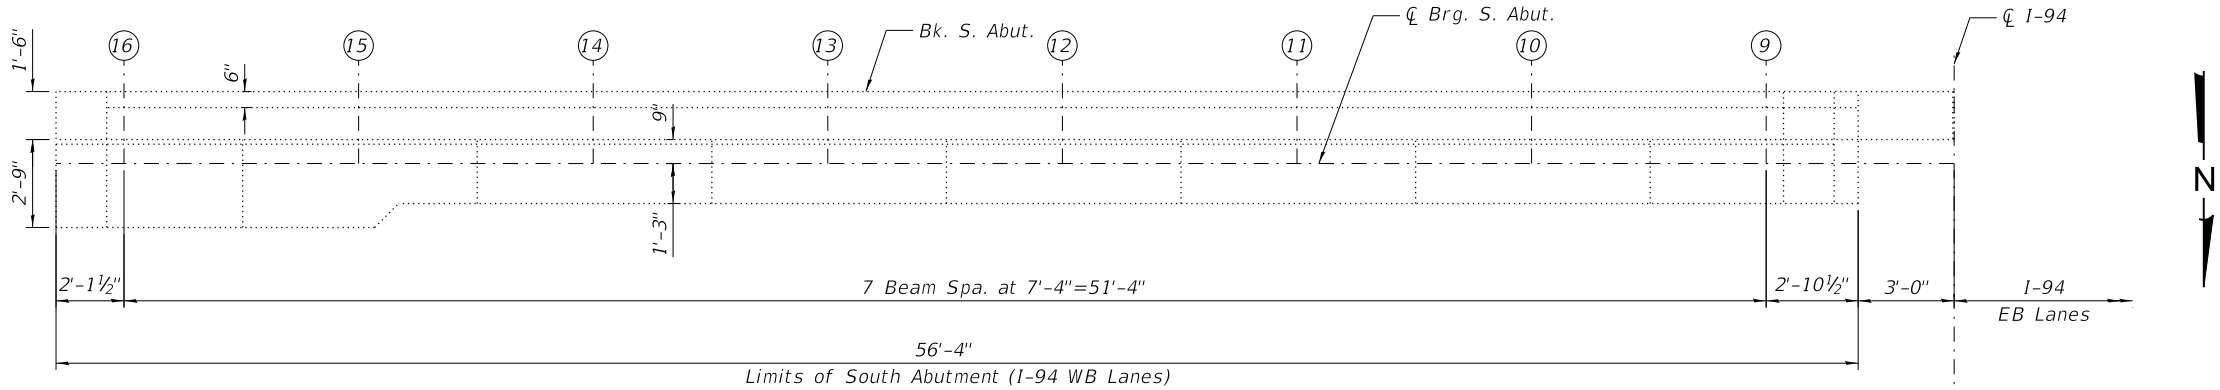 ℄ Brg. S. Abut.
℄ I-94
Bk. S. Abut.
16
15
14
13
12
11
10
9
1'-6"
6"
9"
2'-9"
1'-3"
N
2'-1½"
7 Beam Spa. at 7'-4"=51'-4"
2'-10½"
3'-0"
I-94
EB Lanes
56'-4"
Limits of South Abutment (I-94 WB Lanes)